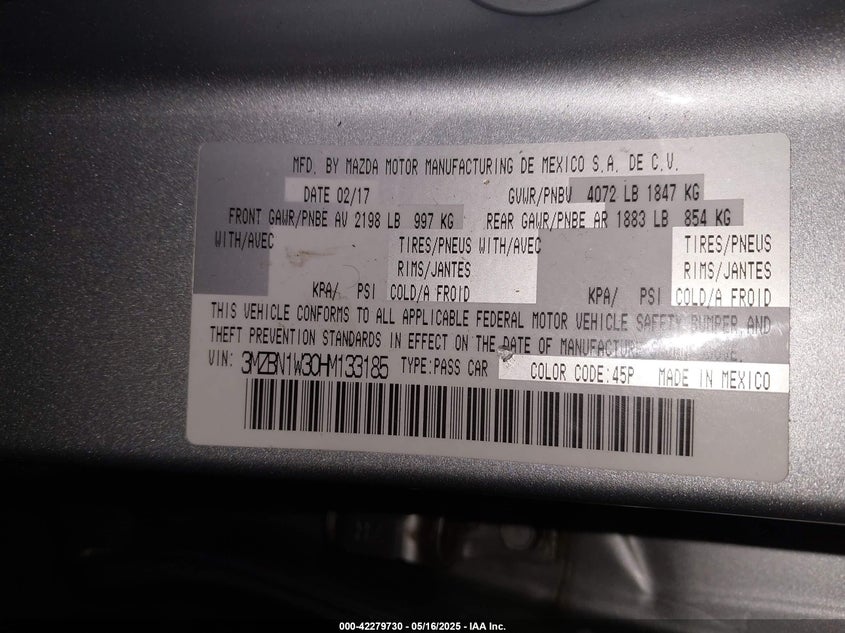 MFD. BY MAZDA MOTOR MANUFACTURING DE MEXICO S.A. DE C.V.
DATE 02/17 GVWR/PNBV 4072 LB 1847 KG
FRONT GAWR/PNBE AV 2198 LB 997 KG REAR GAWR/PNBE AR 1883 LB 854 KG
WITH/AVEC TIRES/PNEUS WITH/AVEC TIRES/PNEUS
RIMS/JANTES RIMS/JANTES
KPA/ PSI COLD/A FROID KPA/ PSI COLD/A FROID
THIS VEHICLE CONFORMS TO ALL APPLICABLE FEDERAL MOTOR VEHICLE SAFETY BUMPER AND
THEFT PREVENTION STANDARDS IN EFFECT ON THE DATE OF MANUFACTURE SHOWN ABOVE.
VIN: 3MZBN1W30HM133185 TYPE:PASS CAR COLOR CODE:45P MADE IN MEXICO
000-42279730 - 05/16/2025 - IAA Inc.